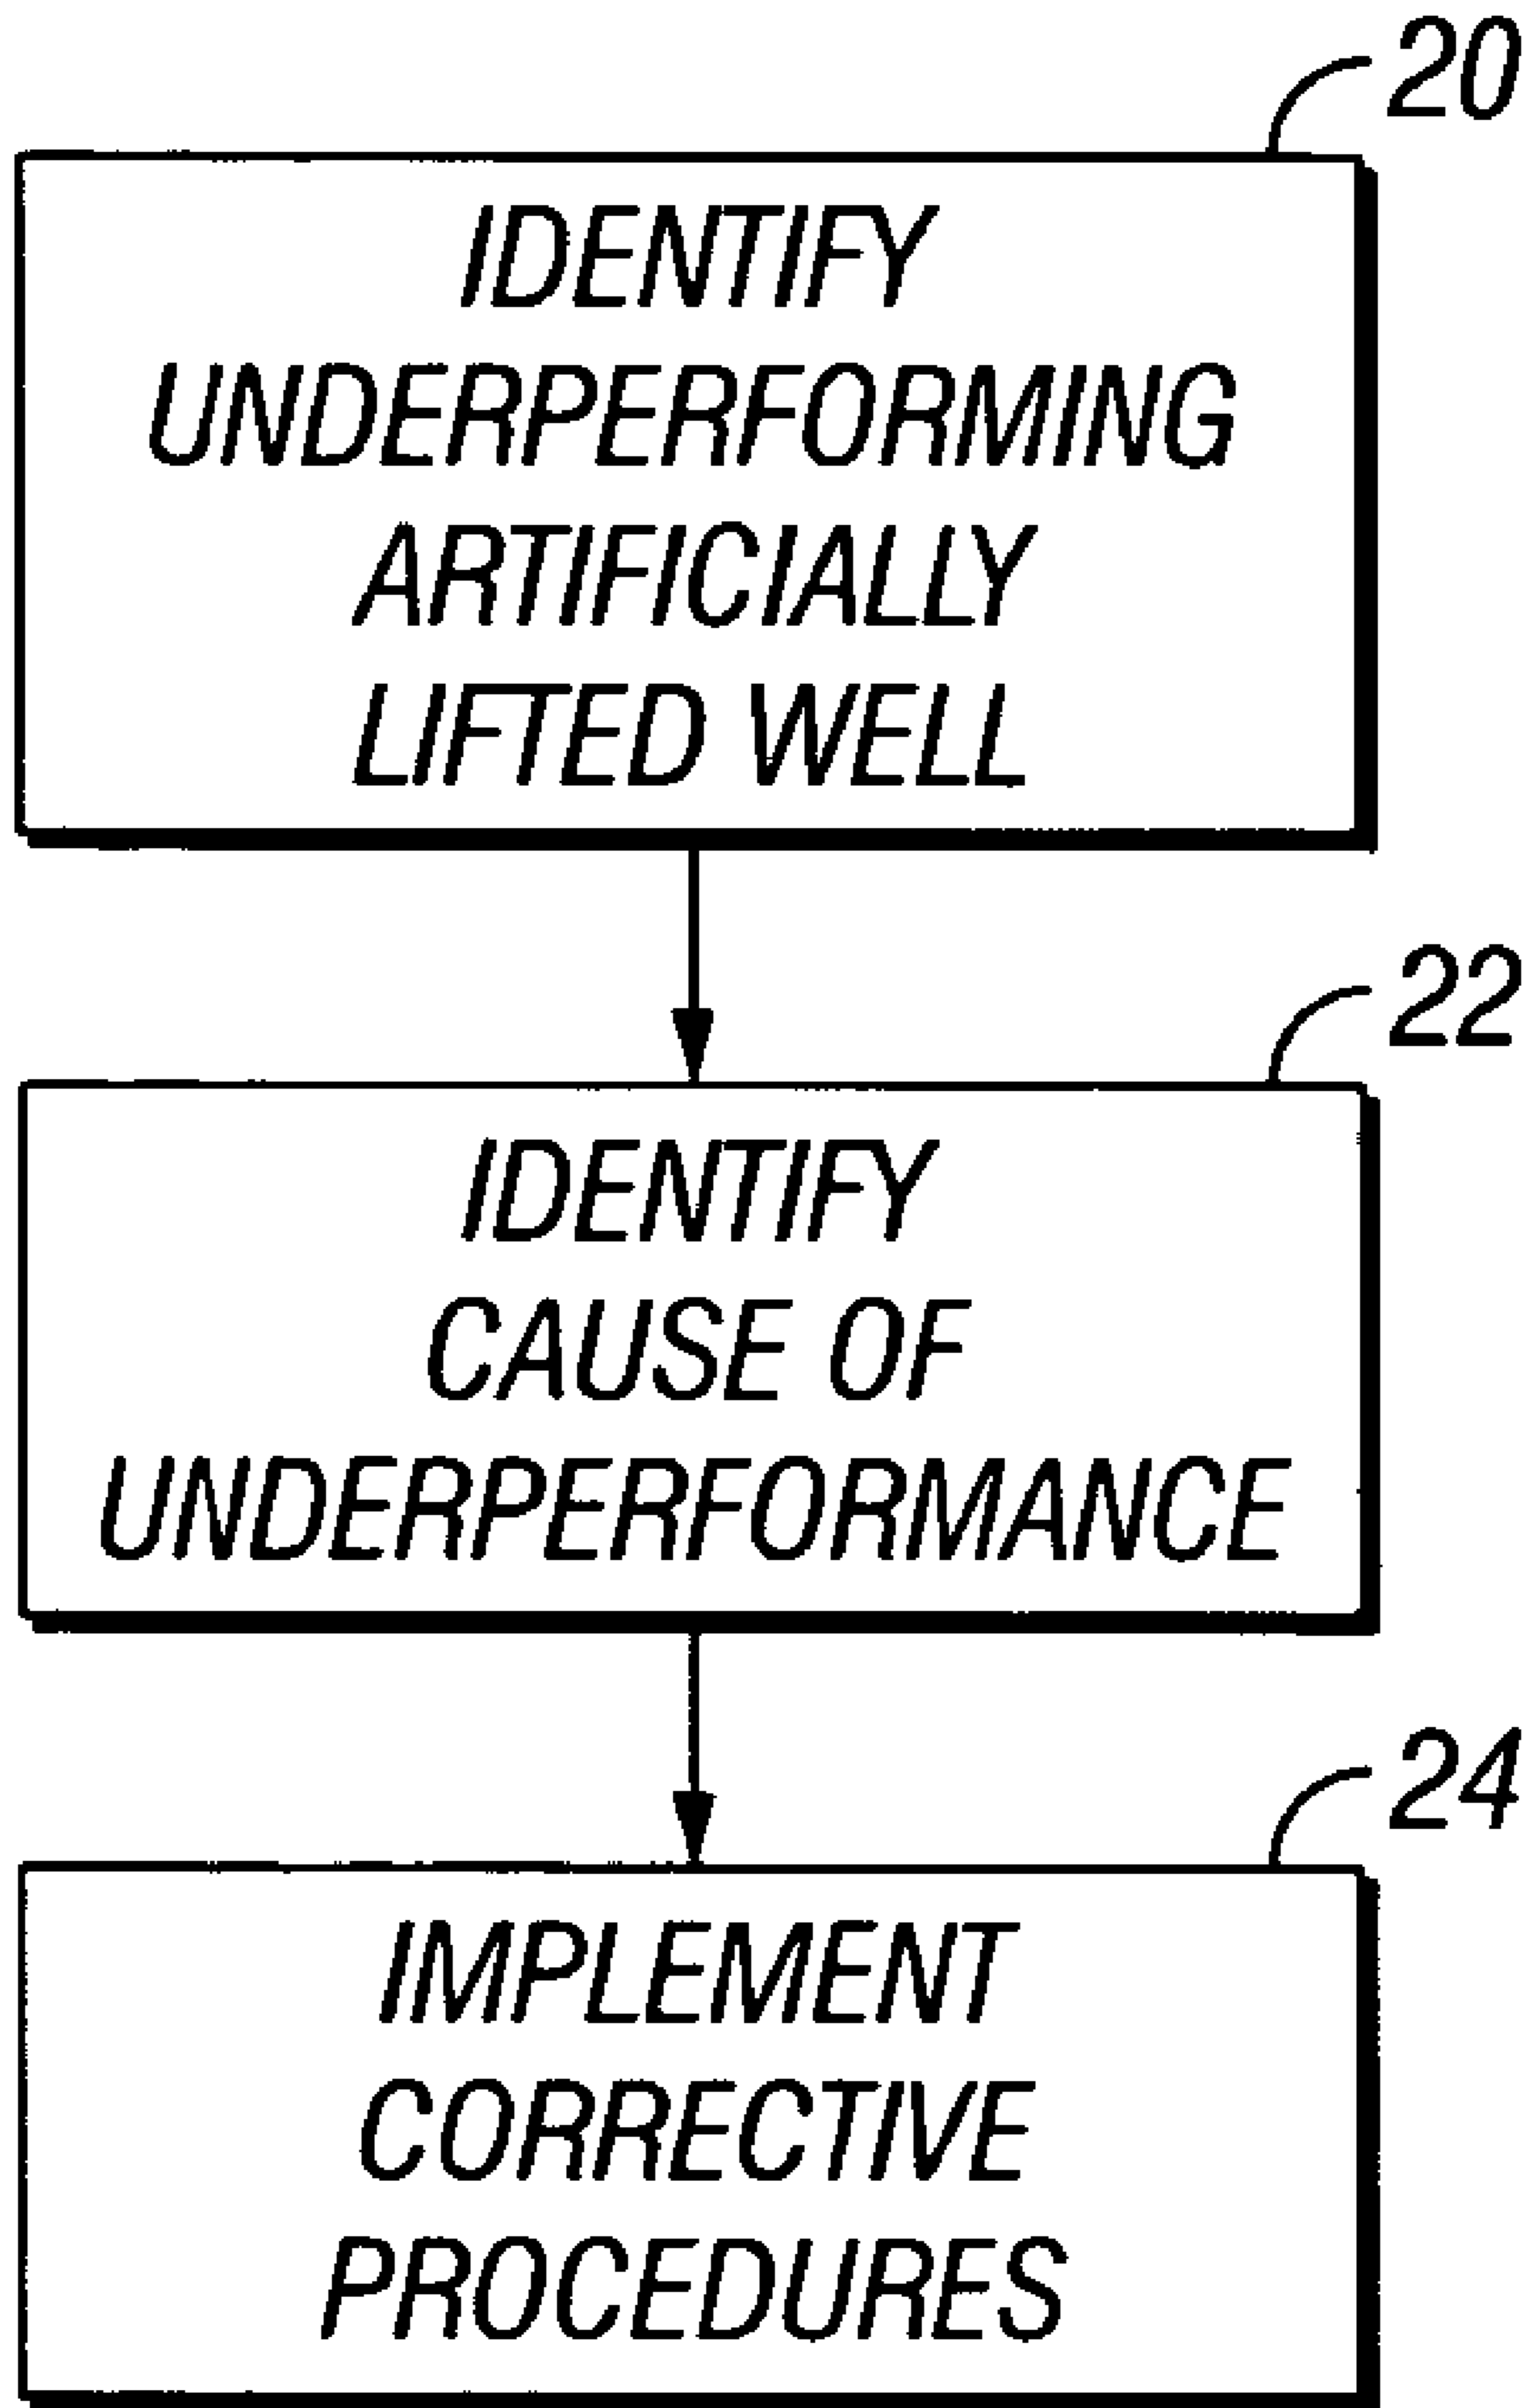 20
IDENTIFY
UNDERPERFORMING
ARTIFICIALLY
LIFTED WELL
22
IDENTIFY
CAUSE OF
UNDERPERFORMANCE
24
IMPLEMENT
CORRECTIVE
PROCEDURES